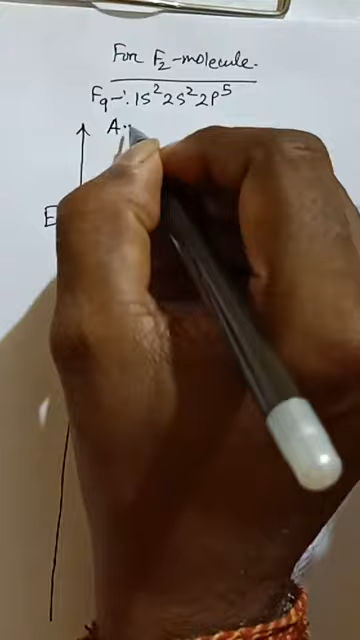 For F₂-molecule.
F₉-:. 1S² 2S² 2P⁵
A.
E